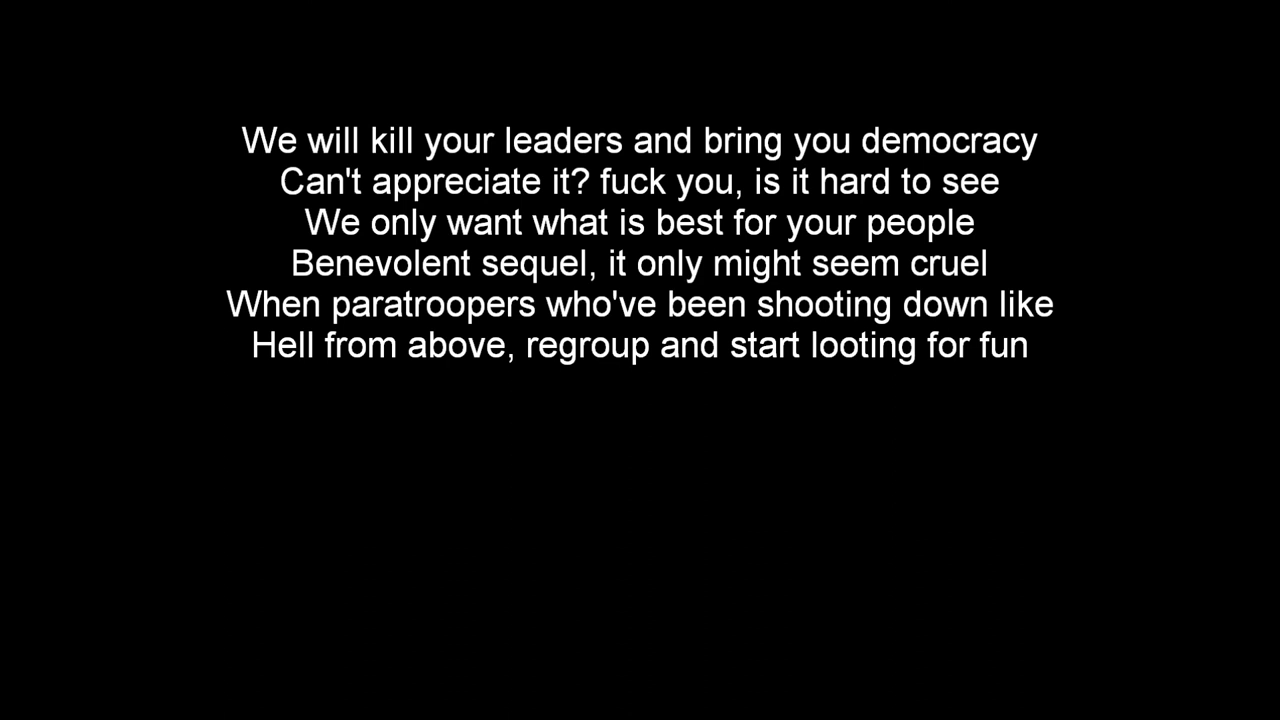 We will kill your leaders and bring you democracy
Can't appreciate it? fuck you, is it hard to see
We only want what is best for your people
Benevolent sequel, it only might seem cruel
When paratroopers who've been shooting down like
Hell from above, regroup and start looting for fun